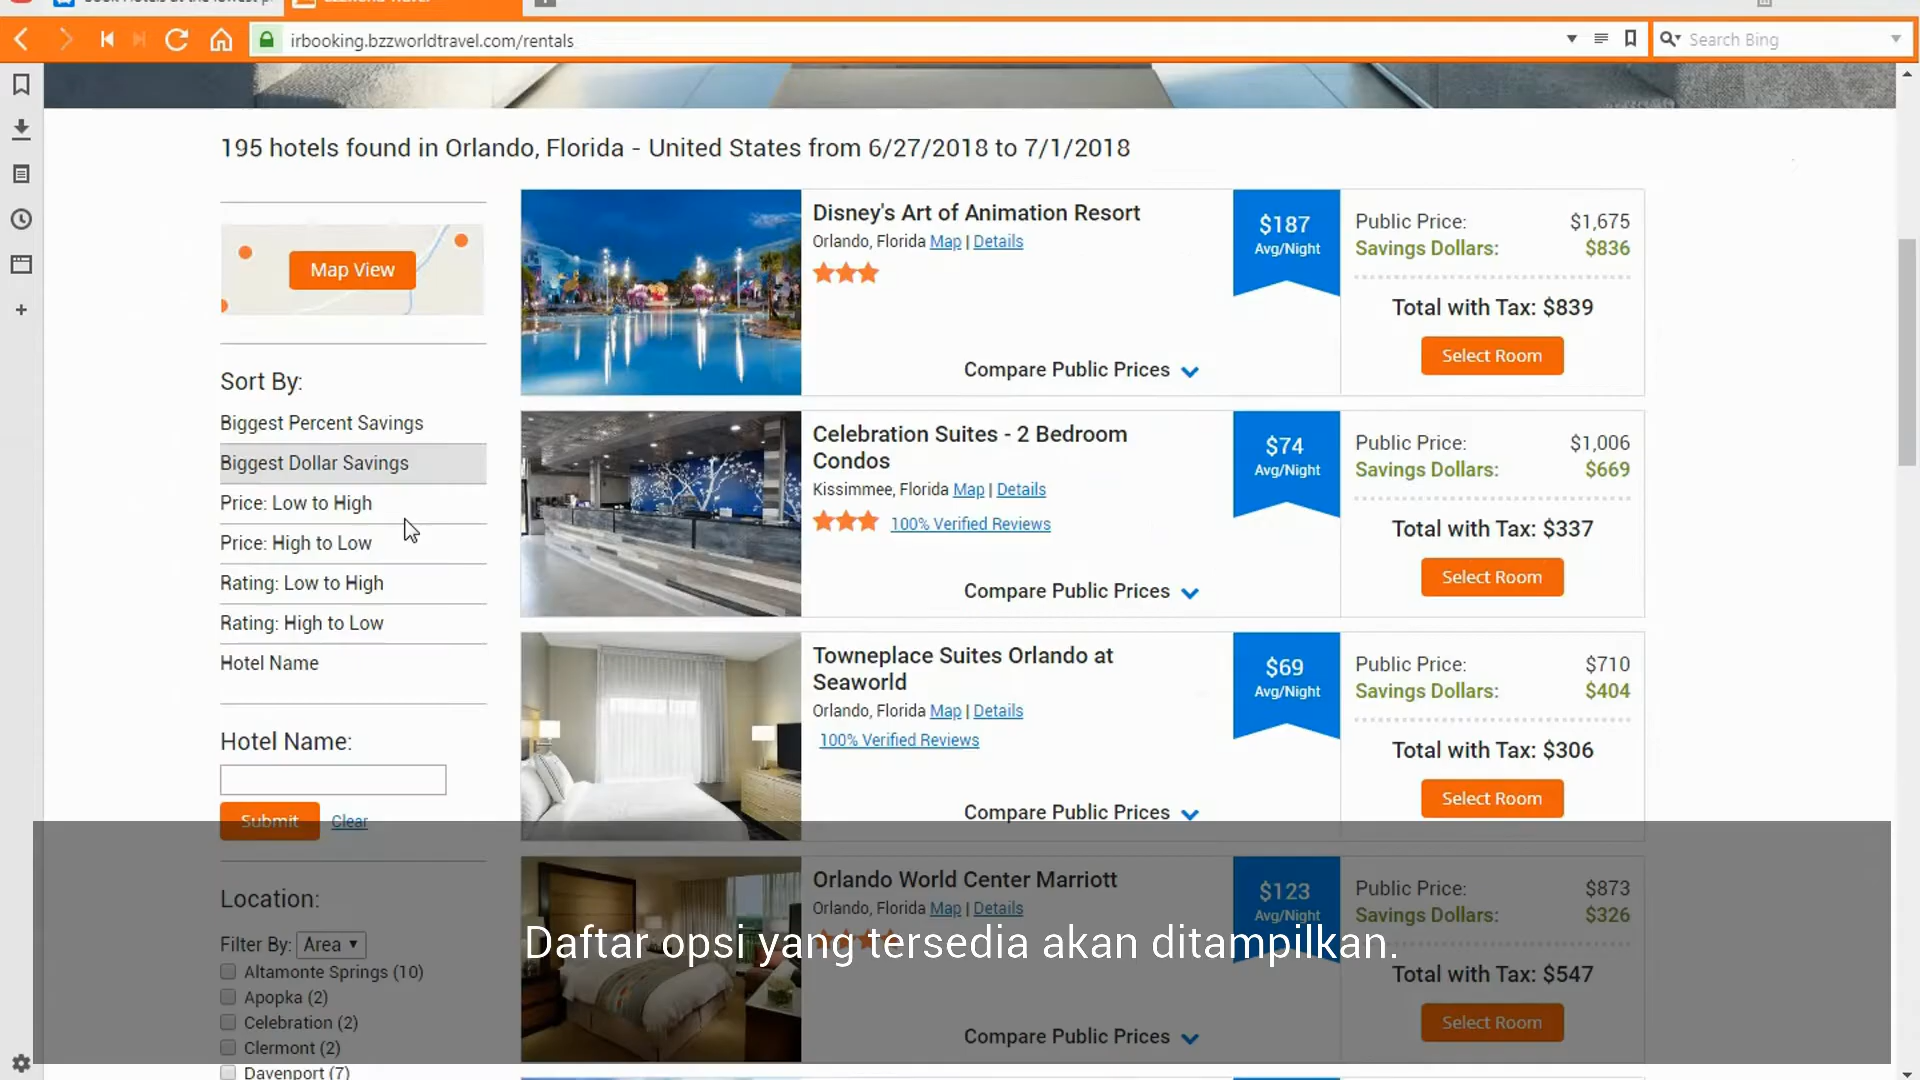 irbooking.bzzworldtravel.com/rentals
Search Bing
195 hotels found in Orlando, Florida - United States from 6/27/2018 to 7/1/2018
Map View
Sort By:
Biggest Percent Savings
Biggest Dollar Savings
Price: Low to High
Price: High to Low
Rating: Low to High
Rating: High to Low
Hotel Name
Hotel Name:
Submit Clear
Location:
Filter By: Area
Altamonte Springs (10)
Apopka (2)
Celebration (2)
Clermont (2)
Davenport (7)
Disney's Art of Animation Resort
Orlando, Florida Map | Details
Compare Public Prices
$187
Avg/Night
Public Price: $1,675
Savings Dollars: $836
Total with Tax: $839
Select Room
Celebration Suites - 2 Bedroom
Condos
Kissimmee, Florida Map | Details
100% Verified Reviews
Compare Public Prices
$74
Avg/Night
Public Price: $1,006
Savings Dollars: $669
Total with Tax: $337
Select Room
Towneplace Suites Orlando at
Seaworld
Orlando, Florida Map | Details
100% Verified Reviews
Compare Public Prices
$69
Avg/Night
Public Price: $710
Savings Dollars: $404
Total with Tax: $306
Select Room
Orlando World Center Marriott
Orlando, Florida Map | Details
Compare Public Prices
$123
Avg/Night
Public Price: $873
Savings Dollars: $326
Total with Tax: $547
Select Room
Daftar opsi yang tersedia akan ditampilkan.